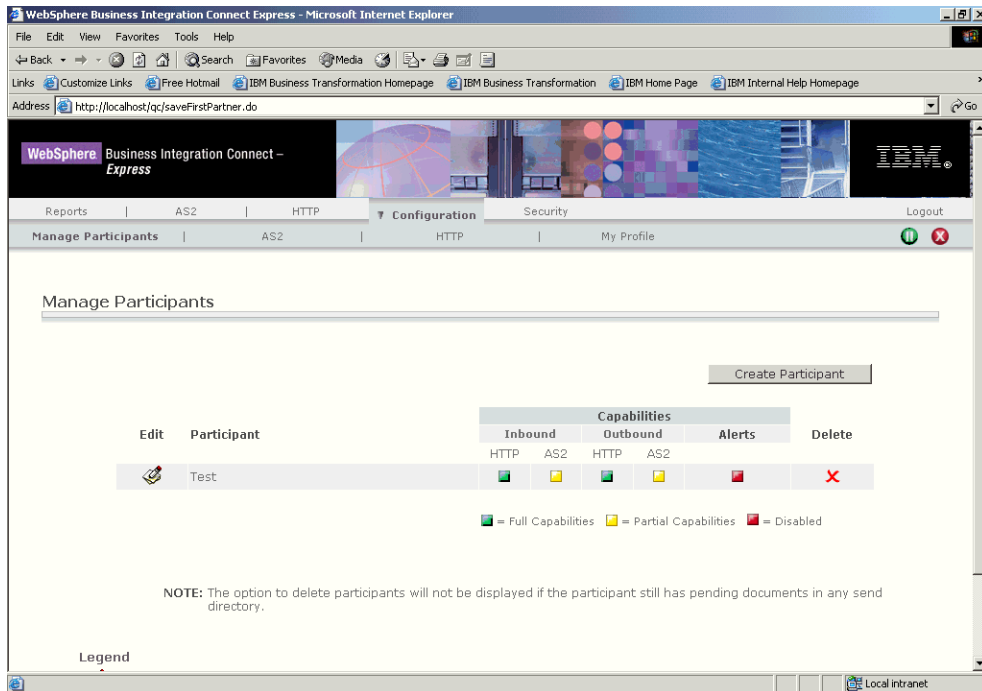 WebSphere Business Integration Connect Express - Microsoft Internet Explorer
File Edit View Favorites Tools Help
Back Search Favorites Media
Links Customize Links Free Hotmail IBM Business Transformation Homepage IBM Business Transformation IBM Home Page IBM Internal Help Homepage
Address http://localhost/qc/saveFirstPartner.do Go
WebSphere Business Integration Connect –
Express
IBM®
Reports | AS2 | HTTP Configuration Security Logout
Manage Participants | AS2 | HTTP | My Profile
Manage Participants
Create Participant
Capabilities
Edit Participant Inbound Outbound Alerts Delete
HTTP AS2 HTTP AS2
Test
= Full Capabilities = Partial Capabilities = Disabled
NOTE: The option to delete participants will not be displayed if the participant still has pending documents in any send
directory.
Legend
Local intranet